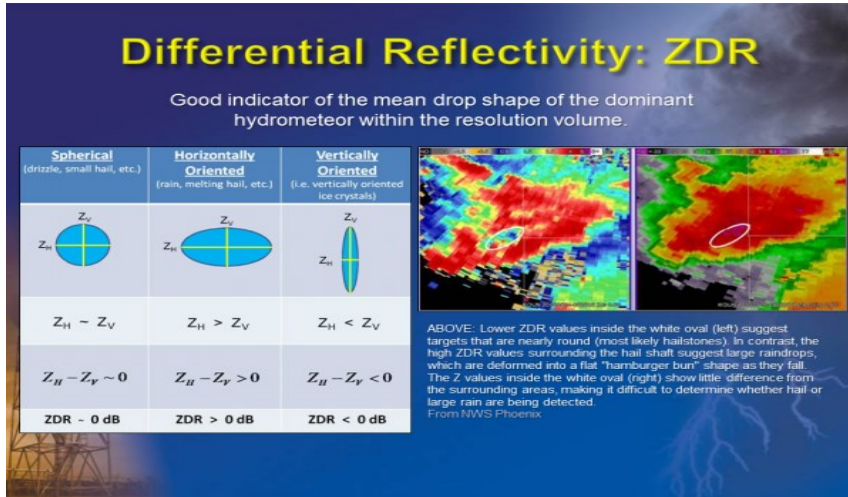 Differential Reflectivity: ZDR
Good indicator of the mean drop shape of the dominant
hydrometeor within the resolution volume.
Spherical
(drizzle, small hail, etc.)
Horizontally
Oriented
(rain, melting hail, etc.)
Vertically
Oriented
(i.e. vertically oriented
ice crystals)
Z_V
Z_H
Z_V
Z_H
Z_V
Z_H
Z_H ~ Z_V
Z_H > Z_V
Z_H < Z_V
Z_H – Z_V ~ 0
Z_H – Z_V > 0
Z_H – Z_V < 0
ZDR ~ 0 dB
ZDR > 0 dB
ZDR < 0 dB
ABOVE: Lower ZDR values inside the white oval (left) suggest
targets that are nearly round (most likely hailstones). In contrast, the
high ZDR values surrounding the hail shaft suggest large raindrops,
which are deformed into a flat "hamburger bun" shape as they fall.
The Z values inside the white oval (right) show little difference from
the surrounding areas, making it difficult to determine whether hail or
large rain are being detected.
From NWS Phoenix